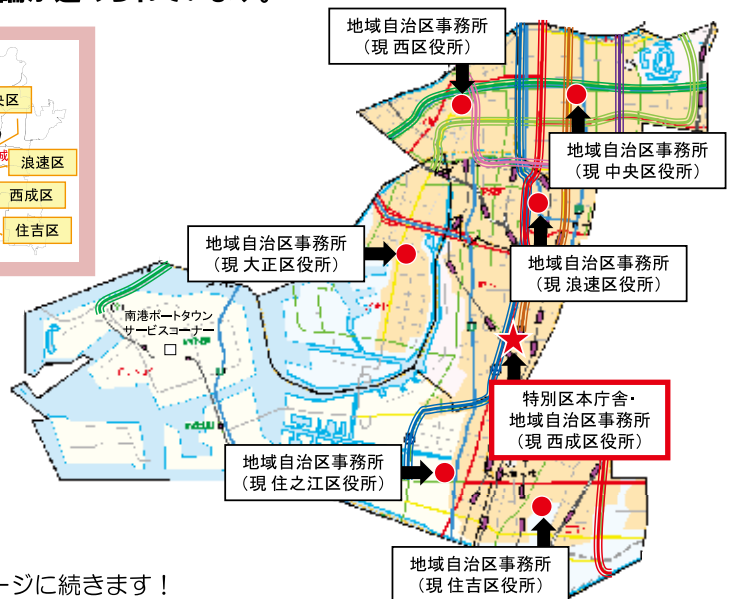 地域自治区事務所
（現 西区役所）
央区
浪速区
西成区
住吉区
地域自治区事務所
（現 中央区役所）
地域自治区事務所
（現 大正区役所）
地域自治区事務所
（現 浪速区役所）
南港ポートタウン
サービスコーナー
特別区本庁舎・
地域自治区事務所
（現 西成区役所）
地域自治区事務所
（現 住之江区役所）
地域自治区事務所
（現 住吉区役所）
ージに続きます！